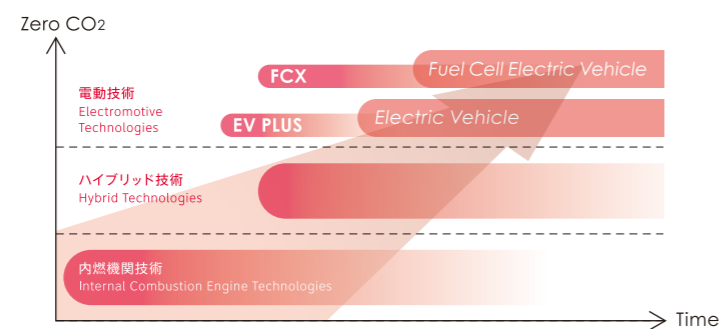 Zero CO2
FCX
Fuel Cell Electric Vehicle
電動技術
Electromotive
Technologies
EV PLUS
Electric Vehicle
ハイブリッド技術
Hybrid Technologies
内燃機関技術
Internal Combustion Engine Technologies
Time